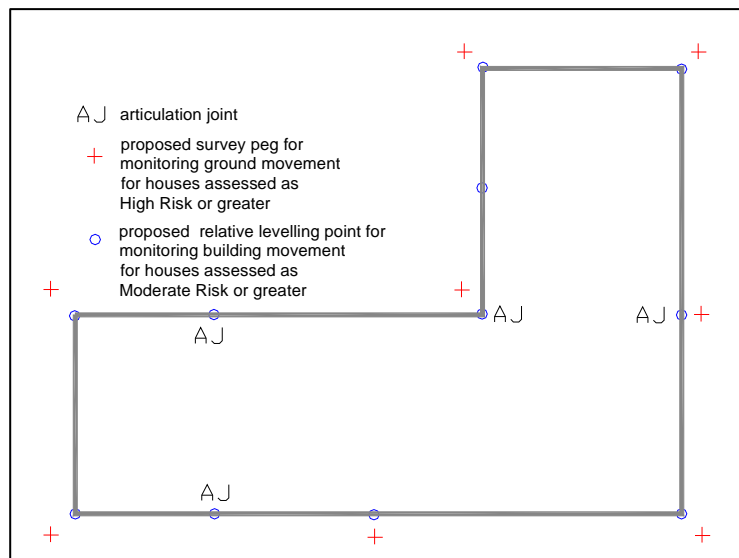 AJ articulation joint
proposed survey peg for
monitoring ground movement
for houses assessed as
High Risk or greater
proposed relative levelling point for
monitoring building movement
for houses assessed as
Moderate Risk or greater
AJ
AJ
AJ
AJ